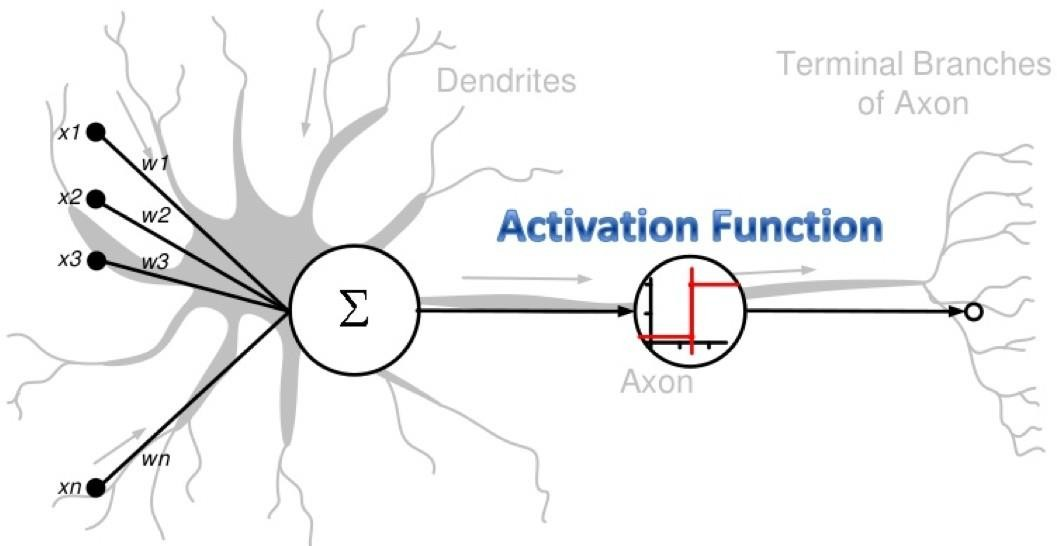 Dendrites
Terminal Branches
of Axon
x1
w1
x2
w2
x3
w3
Activation Function
Σ
Axon
wn
xn